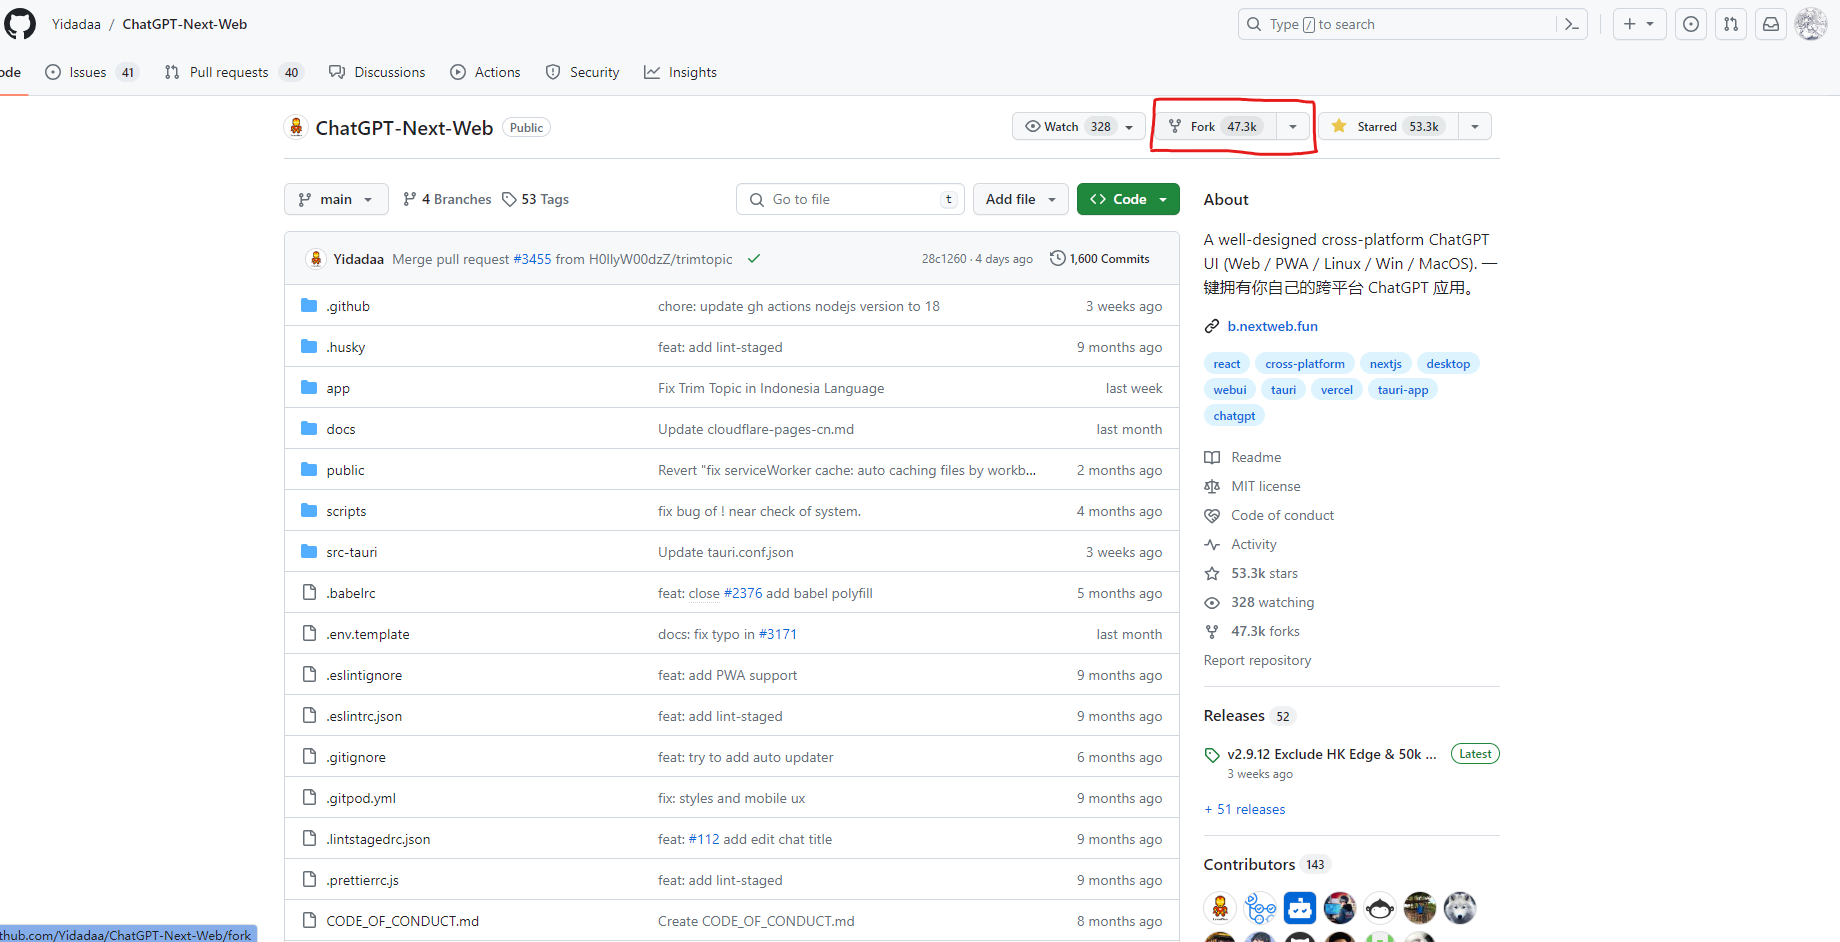 Yidadaa / ChatGPT-Next-Web
Type / to search
ode Issues 41 Pull requests 40 Discussions Actions Security Insights
ChatGPT-Next-Web Public
Watch 328 Fork 47.3k Starred 53.3k
main 4 Branches 53 Tags Go to file t Add file Code
Yidadaa Merge pull request #3455 from H0llyW00dzZ/trimtopic 28c1260 · 4 days ago 1,600 Commits
.github chore: update gh actions nodejs version to 18 3 weeks ago
.husky feat: add lint-staged 9 months ago
app Fix Trim Topic in Indonesia Language last week
docs Update cloudflare-pages-cn.md last month
public Revert "fix serviceWorker cache: auto caching files by workb... 2 months ago
scripts fix bug of ! near check of system. 4 months ago
src-tauri Update tauri.conf.json 3 weeks ago
.babelrc feat: close #2376 add babel polyfill 5 months ago
.env.template docs: fix typo in #3171 last month
.eslintignore feat: add PWA support 9 months ago
.eslintrc.json feat: add lint-staged 9 months ago
.gitignore feat: try to add auto updater 6 months ago
.gitpod.yml fix: styles and mobile ux 9 months ago
.lintstagedrc.json feat: #112 add edit chat title 9 months ago
.prettierrc.js feat: add lint-staged 9 months ago
CODE_OF_CONDUCT.md Create CODE_OF_CONDUCT.md 8 months ago
About
A well-designed cross-platform ChatGPT
UI (Web / PWA / Linux / Win / MacOS). 一
键拥有你自己的跨平台 ChatGPT 应用。
b.nextweb.fun
react cross-platform nextjs desktop
webui tauri vercel tauri-app
chatgpt
Readme
MIT license
Code of conduct
Activity
53.3k stars
328 watching
47.3k forks
Report repository
Releases 52
v2.9.12 Exclude HK Edge & 50k ... Latest
3 weeks ago
+ 51 releases
Contributors 143
thub.com/Yidadaa/ChatGPT-Next-Web/fork